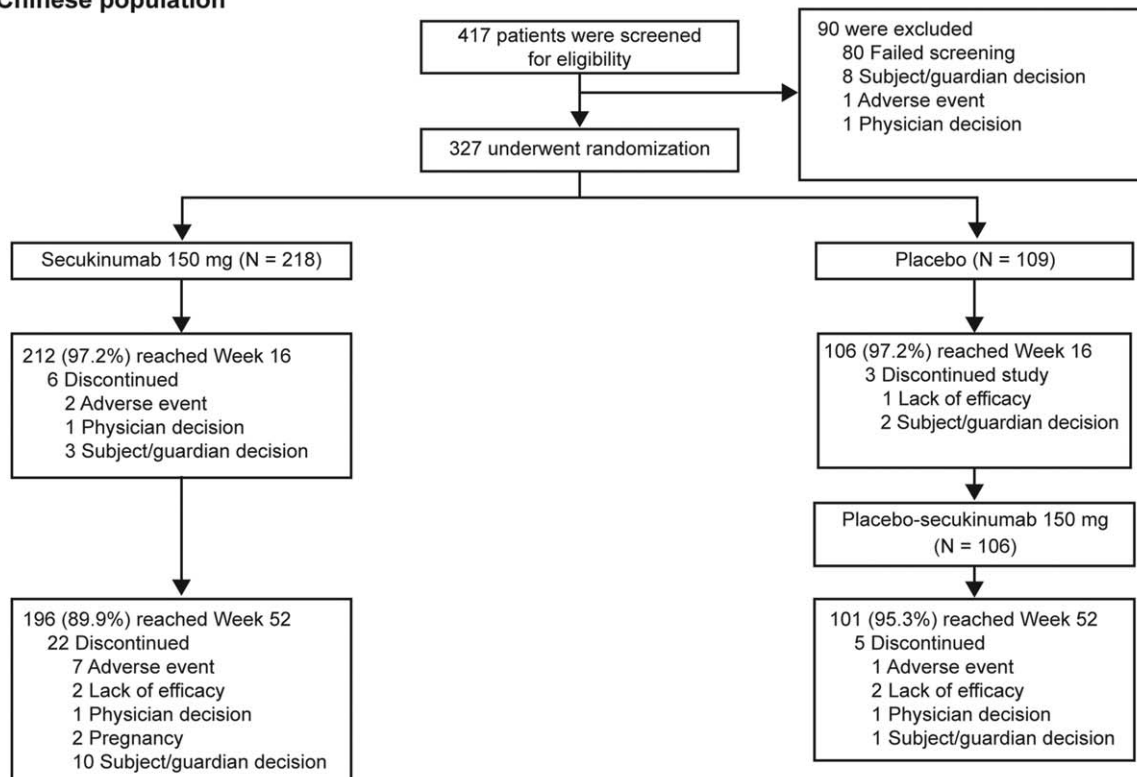 Chinese population
417 patients were screened
for eligibility
90 were excluded
80 Failed screening
8 Subject/guardian decision
1 Adverse event
1 Physician decision
327 underwent randomization
Secukinumab 150 mg (N = 218)
Placebo (N = 109)
212 (97.2%) reached Week 16
6 Discontinued
2 Adverse event
1 Physician decision
3 Subject/guardian decision
106 (97.2%) reached Week 16
3 Discontinued study
1 Lack of efficacy
2 Subject/guardian decision
Placebo-secukinumab 150 mg
(N = 106)
196 (89.9%) reached Week 52
22 Discontinued
7 Adverse event
2 Lack of efficacy
1 Physician decision
2 Pregnancy
10 Subject/guardian decision
101 (95.3%) reached Week 52
5 Discontinued
1 Adverse event
2 Lack of efficacy
1 Physician decision
1 Subject/guardian decision